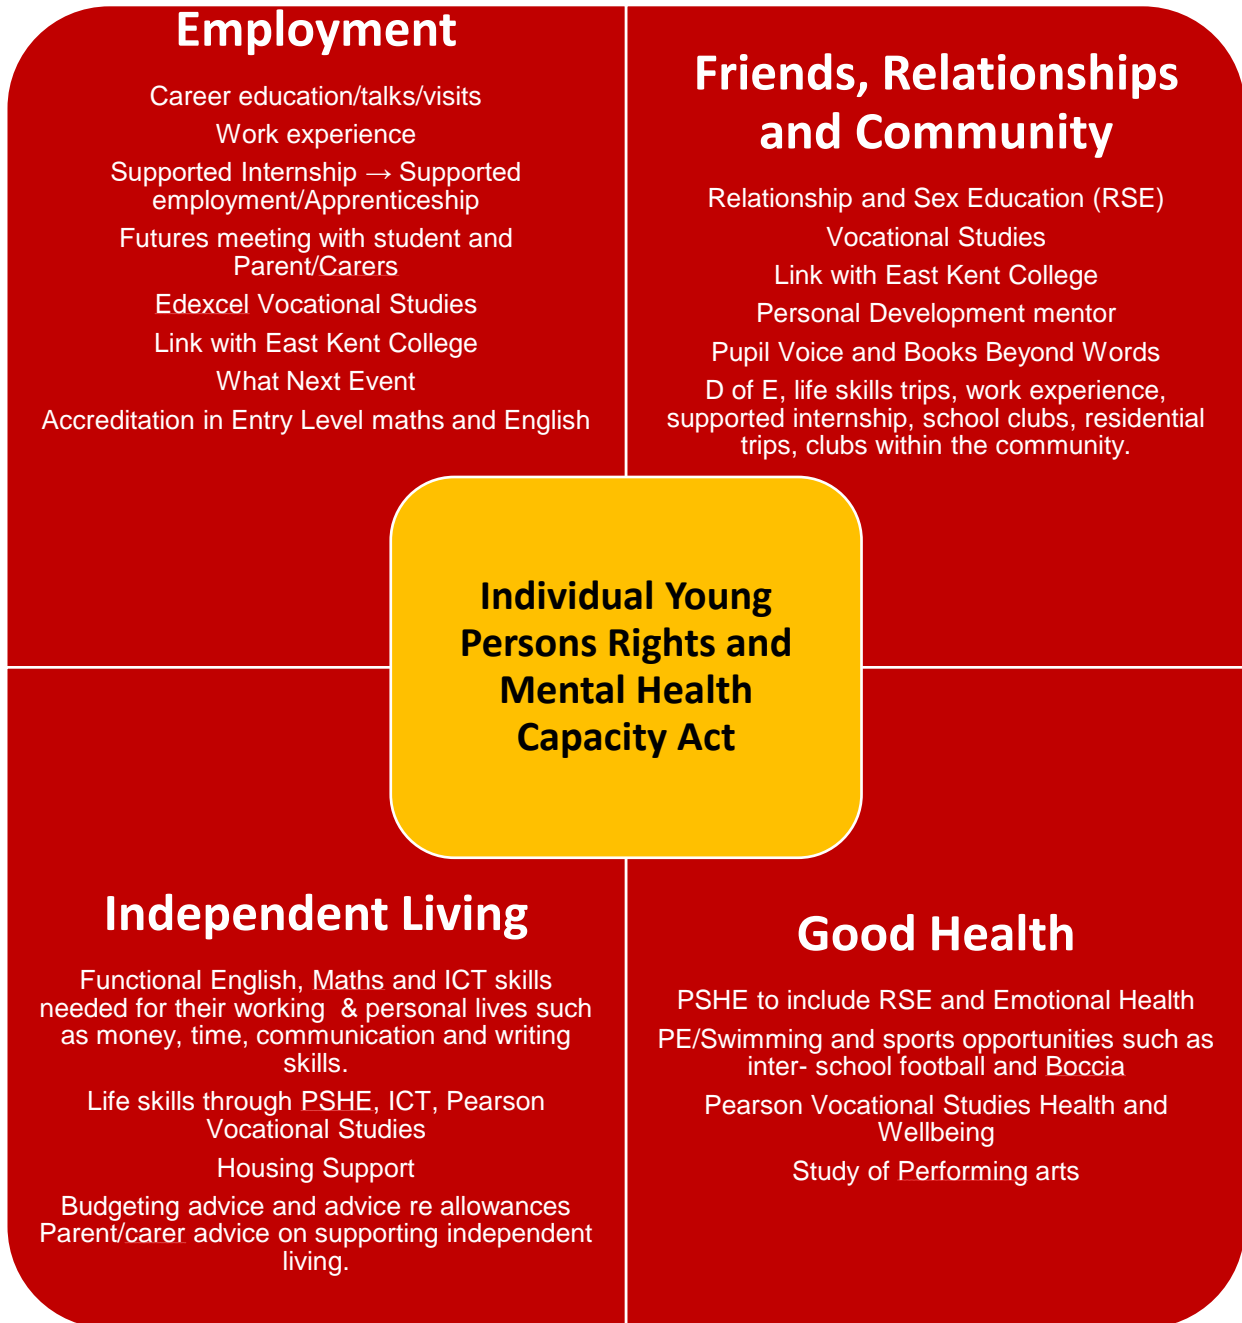 Employment
Career education/talks/visits
Work experience
Supported Internship → Supported
employment/Apprenticeship
Futures meeting with student and
Parent/Carers
Edexcel Vocational Studies
Link with East Kent College
What Next Event
Accreditation in Entry Level maths and English
Friends, Relationships
and Community
Relationship and Sex Education (RSE)
Vocational Studies
Link with East Kent College
Personal Development mentor
Pupil Voice and Books Beyond Words
D of E, life skills trips, work experience,
supported internship, school clubs, residential
trips, clubs within the community.
Individual Young
Persons Rights and
Mental Health
Capacity Act
Independent Living
Functional English, Maths and ICT skills
needed for their working & personal lives such
as money, time, communication and writing
skills.
Life skills through PSHE, ICT, Pearson
Vocational Studies
Housing Support
Budgeting advice and advice re allowances
Parent/carer advice on supporting independent
living.
Good Health
PSHE to include RSE and Emotional Health
PE/Swimming and sports opportunities such as
inter- school football and Boccia
Pearson Vocational Studies Health and
Wellbeing
Study of Performing arts